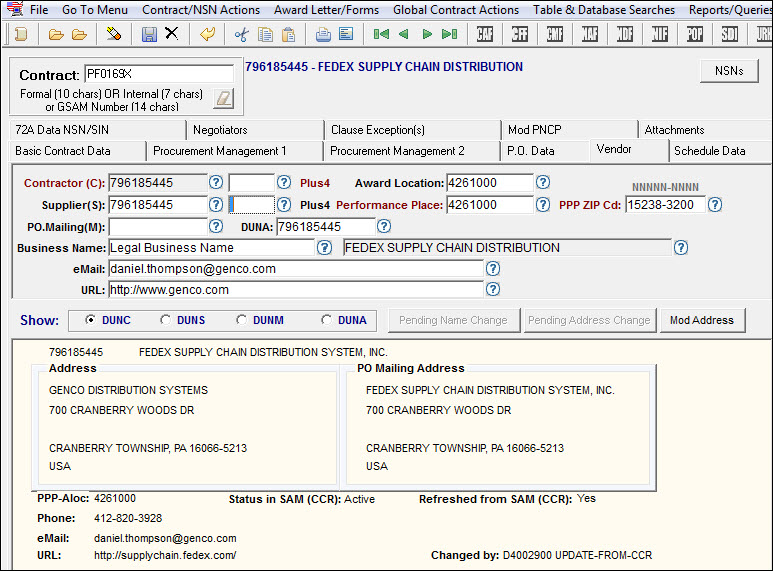 File Go To Menu Contract/NSN Actions Award Letter/Forms Global Contract Actions Table & Database Searches Reports/Queries
CAF CFF CMF NAF NDF NIF POP SDI
Contract: PF0169X
Formal (10 chars) OR Internal (7 chars)
or GSAM Number (14 chars)
796185445 - FEDEX SUPPLY CHAIN DISTRIBUTION
NSNs
72A Data NSN/SIN Negotiators Clause Exception(s) Mod PNCP Attachments
Basic Contract Data Procurement Management 1 Procurement Management 2 P.O. Data Vendor Schedule Data
Contractor (C): 796185445 ? ? Plus4 Award Location: 4261000 ? NNNNN-NNNN
Supplier(S): 796185445 ? ? Plus4 Performance Place: 4261000 ? PPP ZIP Cd: 15238-3200 ?
PO.Mailing(M): ? DUNA: 796185445 ?
Business Name: Legal Business Name ? FEDEX SUPPLY CHAIN DISTRIBUTION ?
eMail: daniel.thompson@genco.com ?
URL: http://www.genco.com ?
Show: DUNC DUNS DUNM DUNA Pending Name Change Pending Address Change Mod Address
796185445 FEDEX SUPPLY CHAIN DISTRIBUTION SYSTEM, INC.
Address
GENCO DISTRIBUTION SYSTEMS
700 CRANBERRY WOODS DR
CRANBERRY TOWNSHIP, PA 16066-5213
USA
PO Mailing Address
FEDEX SUPPLY CHAIN DISTRIBUTION SYSTEM, INC.
700 CRANBERRY WOODS DR
CRANBERRY TOWNSHIP, PA 16066-5213
USA
PPP-Aloc: 4261000 Status in SAM (CCR): Active Refreshed from SAM (CCR): Yes
Phone: 412-820-3928
eMail: daniel.thompson@genco.com
URL: http://supplychain.fedex.com/ Changed by: D4002900 UPDATE-FROM-CCR